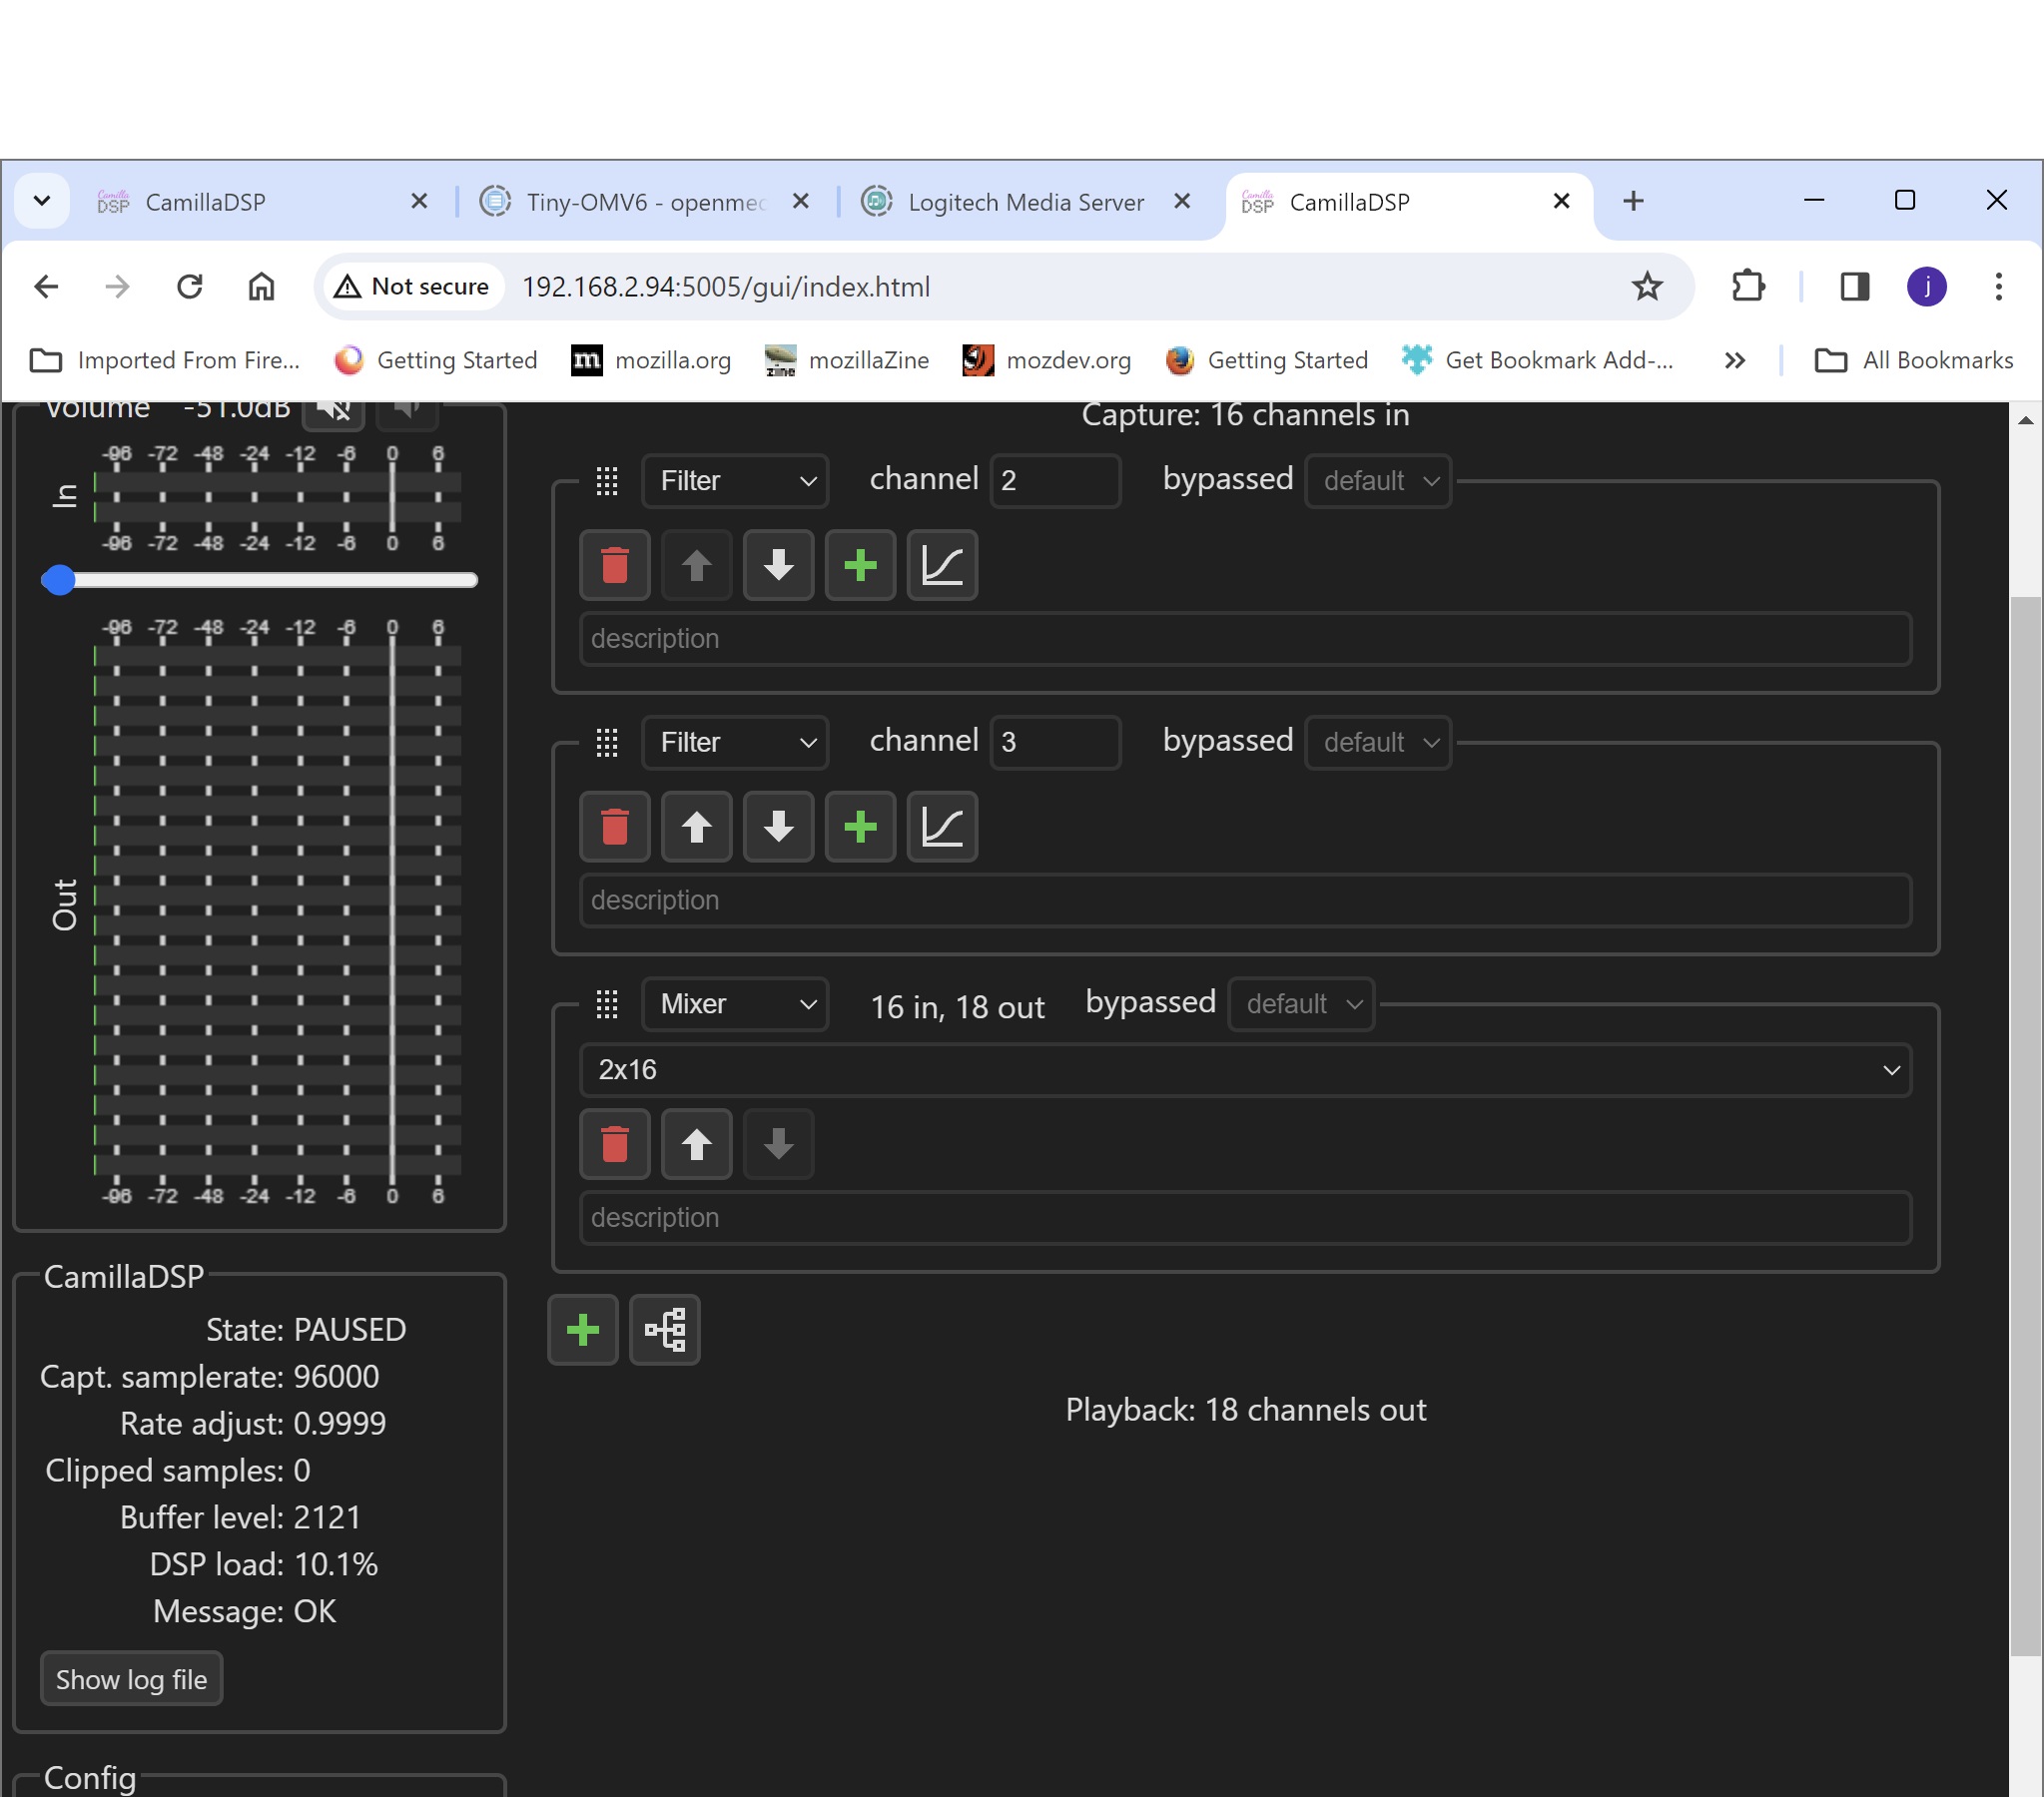 CamillaDSP
Tiny-OMV6 - openmed
Logitech Media Server
CamillaDSP
Not secure 192.168.2.94:5005/gui/index.html
j
Imported From Fire... Getting Started mozilla.org mozillaZine mozdev.org Getting Started Get Bookmark Add-... All Bookmarks
Volume -51.0dB
In
-96 -72 -48 -24 -12 -6 0 6
-96 -72 -48 -24 -12 -6 0 6
Out
-96 -72 -48 -24 -12 -6 0 6
-96 -72 -48 -24 -12 -6 0 6
CamillaDSP
State: PAUSED
Capt. samplerate: 96000
Rate adjust: 0.9999
Clipped samples: 0
Buffer level: 2121
DSP load: 10.1%
Message: OK
Show log file
Config
Capture: 16 channels in
Filter channel 2 bypassed default
description
Filter channel 3 bypassed default
description
Mixer 16 in, 18 out bypassed default
2x16
description
Playback: 18 channels out